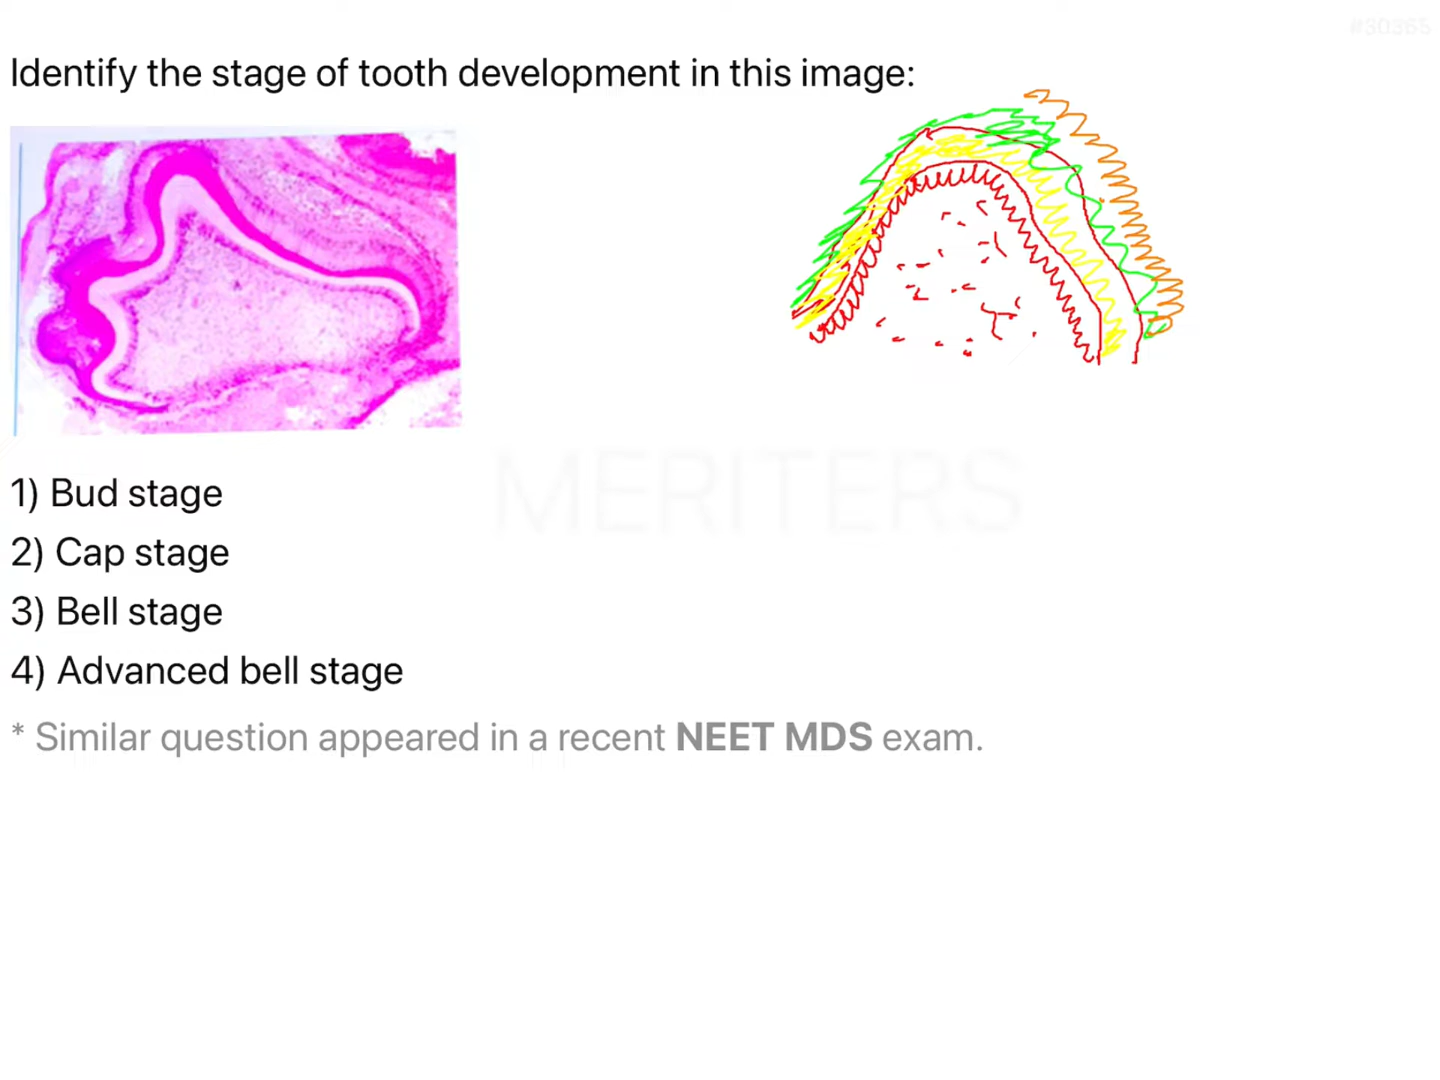 #30365
Identify the stage of tooth development in this image:
MERITERS
1) Bud stage
2) Cap stage
3) Bell stage
4) Advanced bell stage
* Similar question appeared in a recent NEET MDS exam.